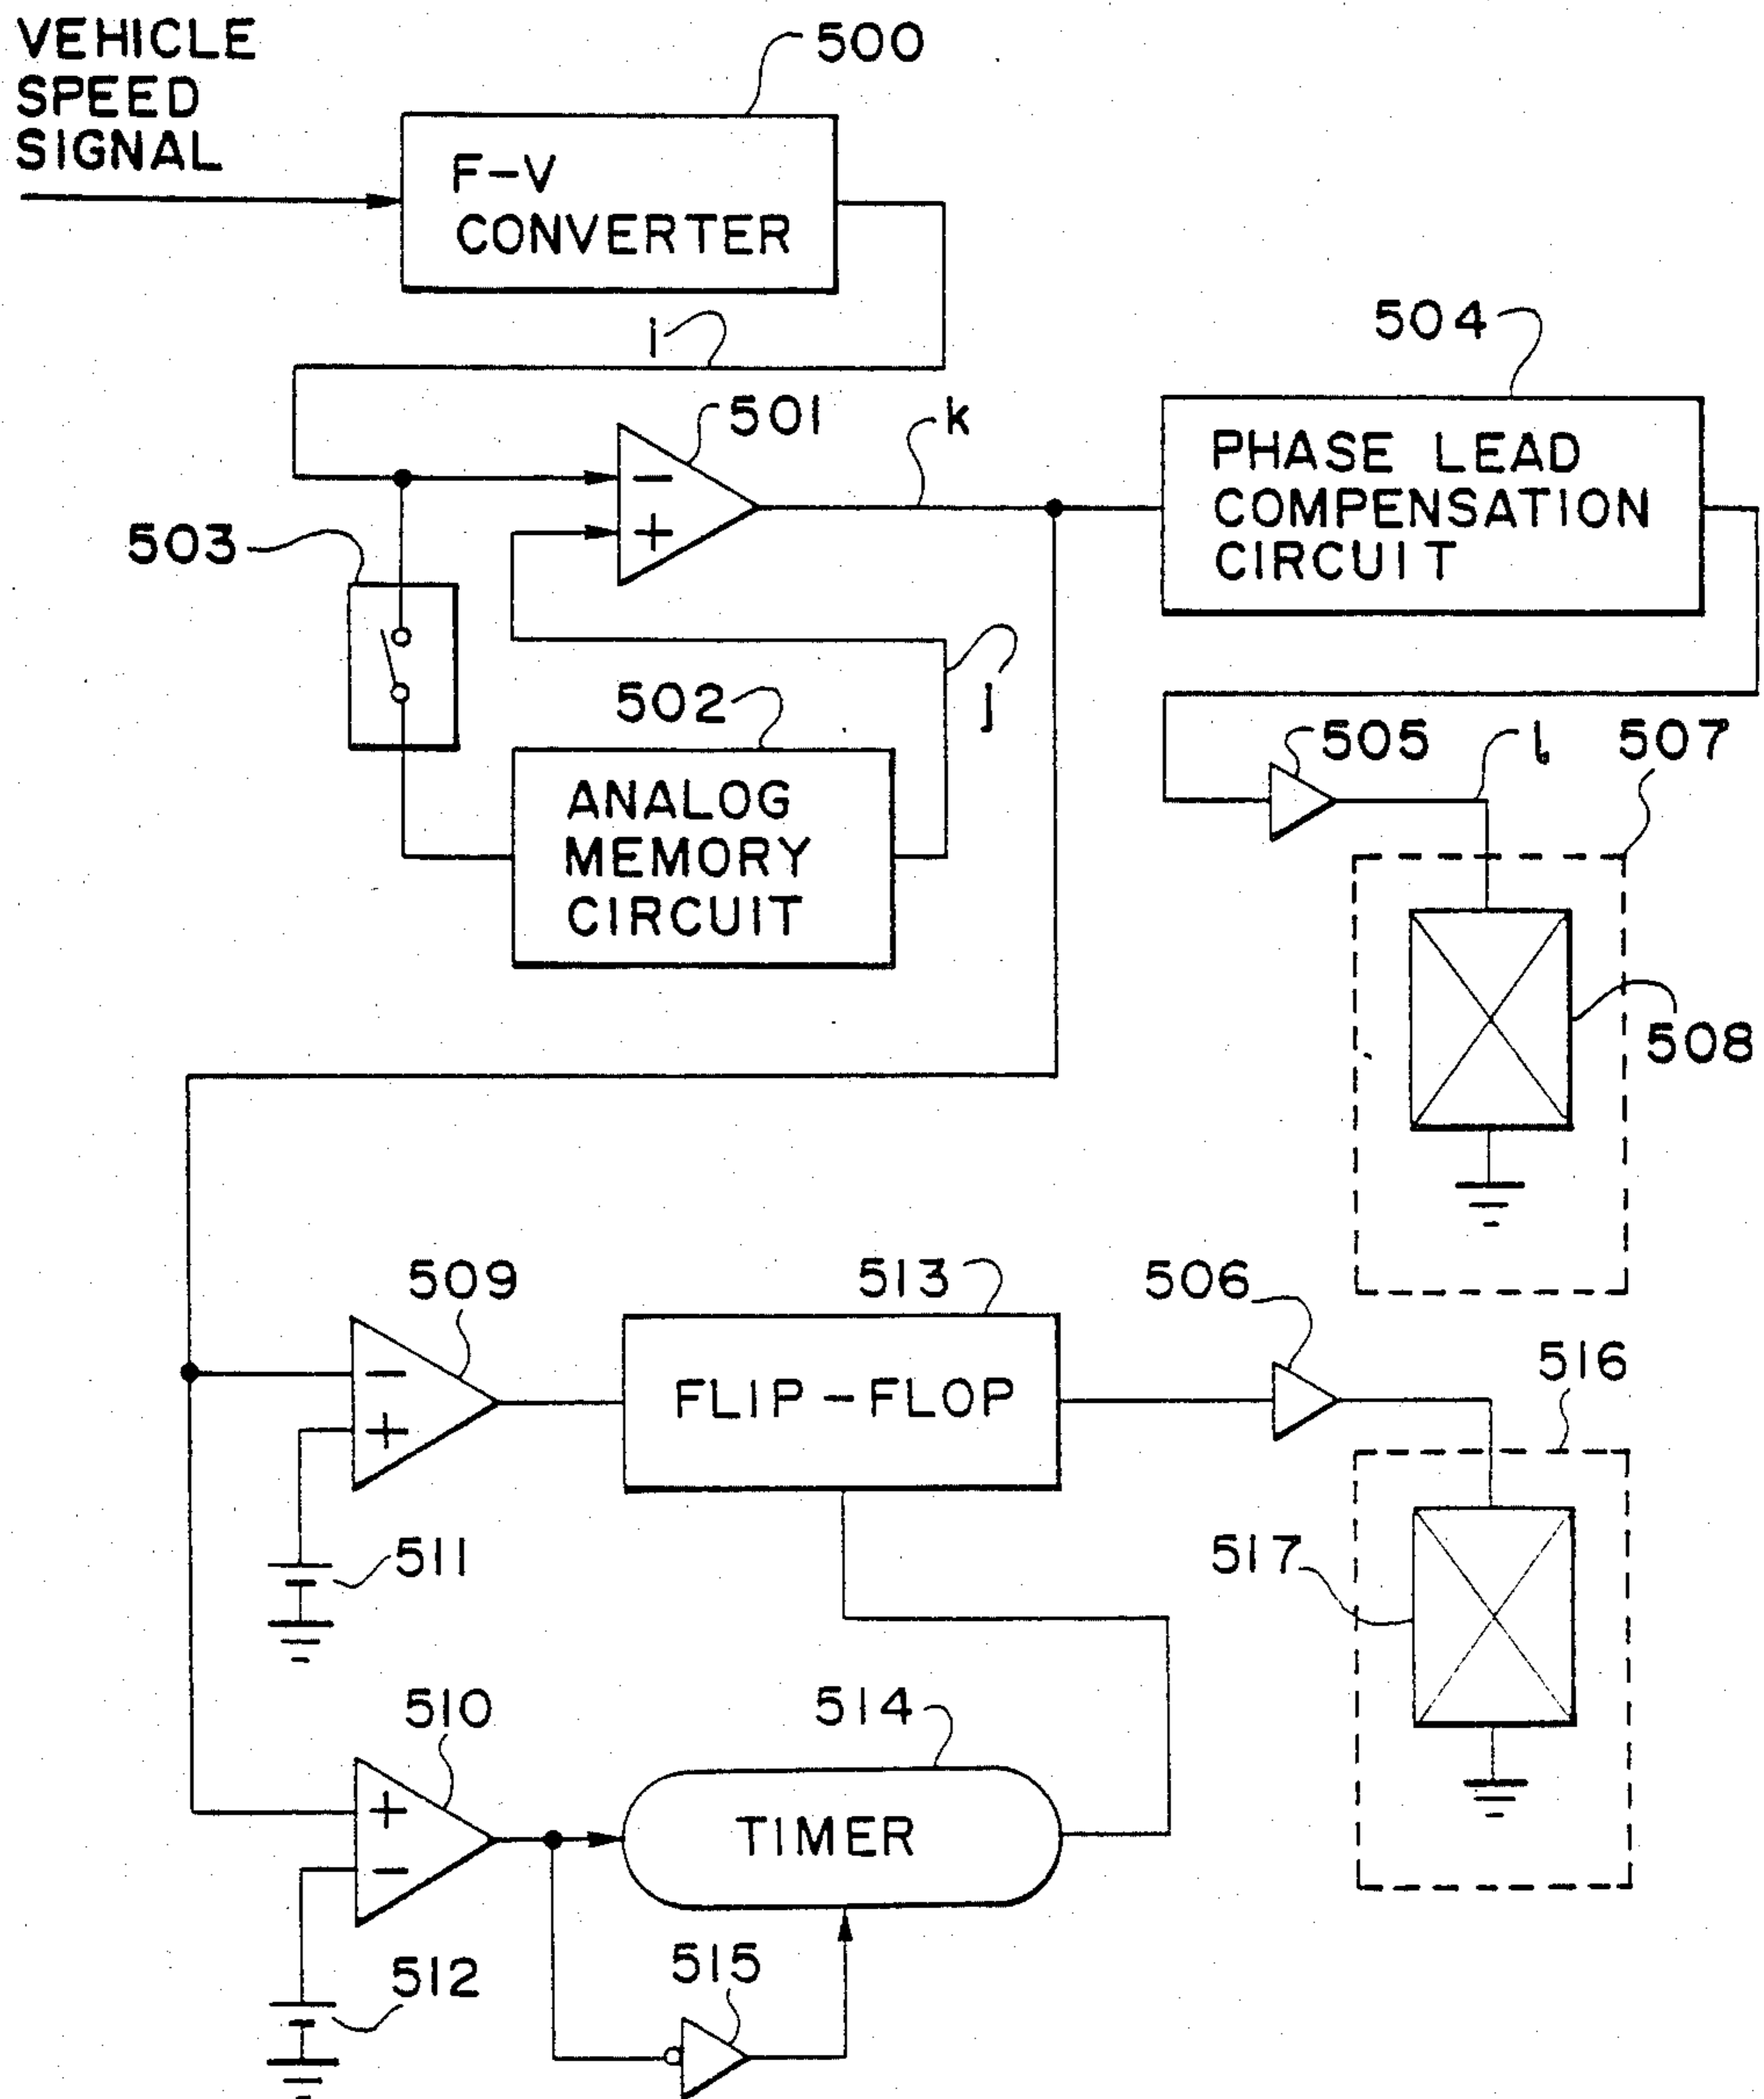 VEHICLE
SPEED
SIGNAL
500
F-V
CONVERTER
i
504
501
k
PHASE LEAD
COMPENSATION
CIRCUIT
503
−
+
502
j
ANALOG
MEMORY
CIRCUIT
505
l
507
508
509
513
506
516
−
+
FLIP-FLOP
511
517
510
514
+
−
TIMER
512
515